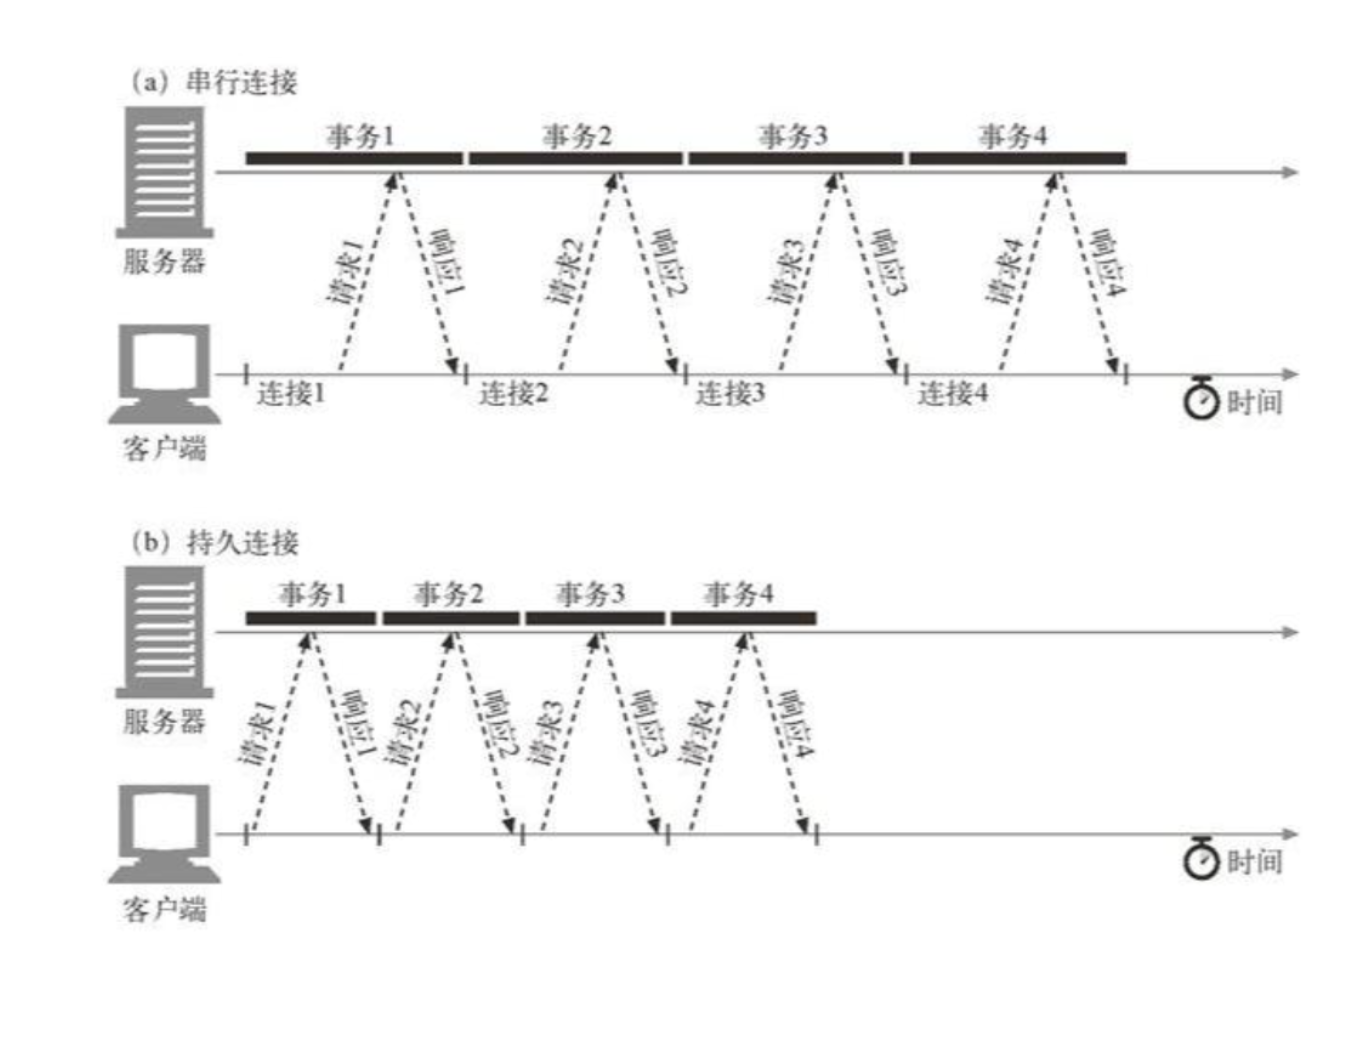 （a）串行连接
事务1
事务2
事务3
事务4
请求1
响应1
请求2
响应2
请求3
响应3
请求4
响应4
服务器
连接1
连接2
连接3
连接4
时间
客户端
（b）持久连接
事务1
事务2
事务3
事务4
请求1
响应1
请求2
响应2
请求3
响应3
请求4
响应4
服务器
时间
客户端